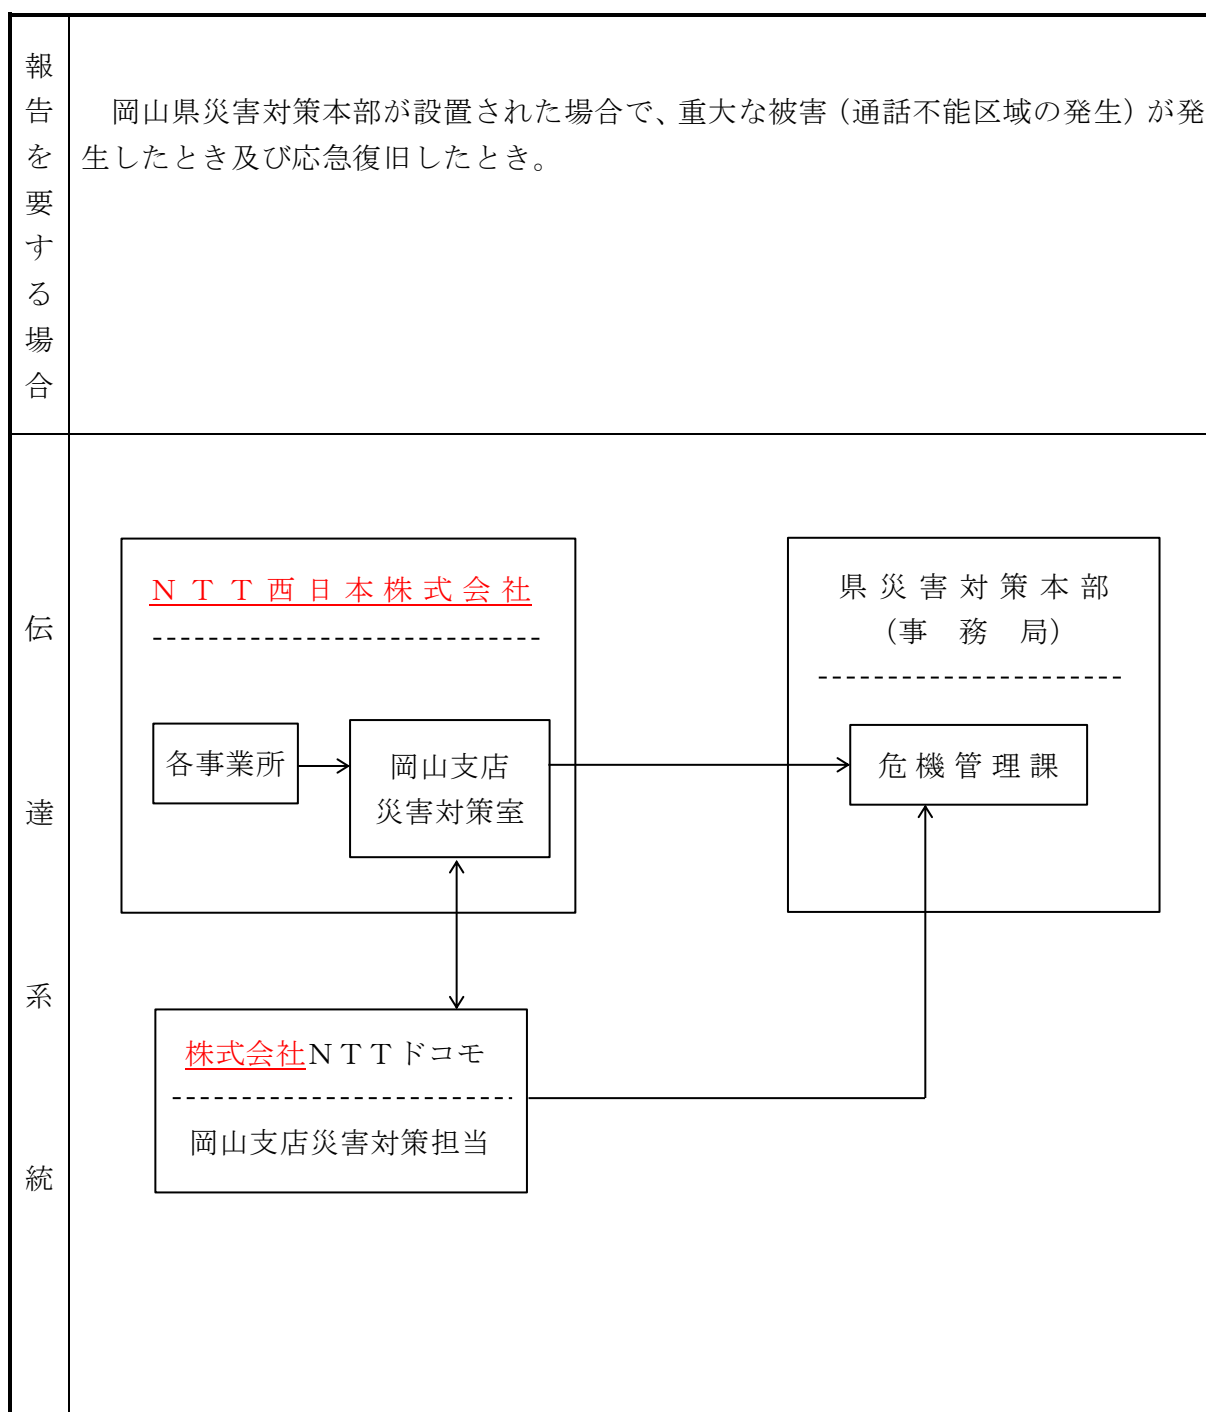 報告を要する場合
　岡山県災害対策本部が設置された場合で、重大な被害（通話不能区域の発生）が発
生したとき及び応急復旧したとき。
伝達系統
ＮＴＴ西日本株式会社
各事業所
岡山支店
災害対策室
県災害対策本部
（事　務　局）
危機管理課
株式会社ＮＴＴドコモ
岡山支店災害対策担当